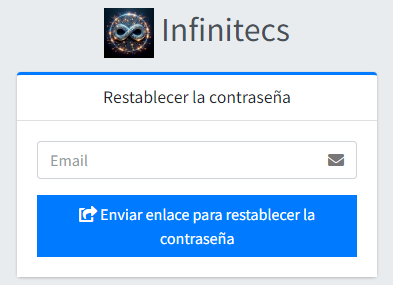 Infinitecs
Restablecer la contraseña
Email
Enviar enlace para restablecer la
contraseña